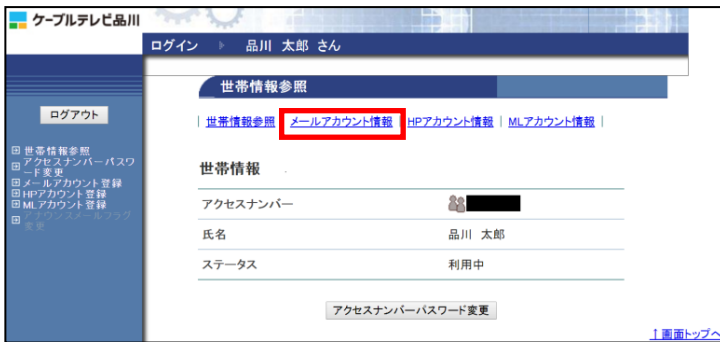 ケーブルテレビ品川
ログイン 品川 太郎 さん
世帯情報参照
ログアウト
| 世帯情報参照 | メールアカウント情報 | HPアカウント情報 | MLアカウント情報 |
世帯情報参照
アクセスナンバーパスワ
ード変更
メールアカウント登録
HPアカウント登録
MLアカウント登録
アナウンスメールフラグ
変更
世帯情報
アクセスナンバー
氏名 品川 太郎
ステータス 利用中
アクセスナンバーパスワード変更
↑画面トップへ